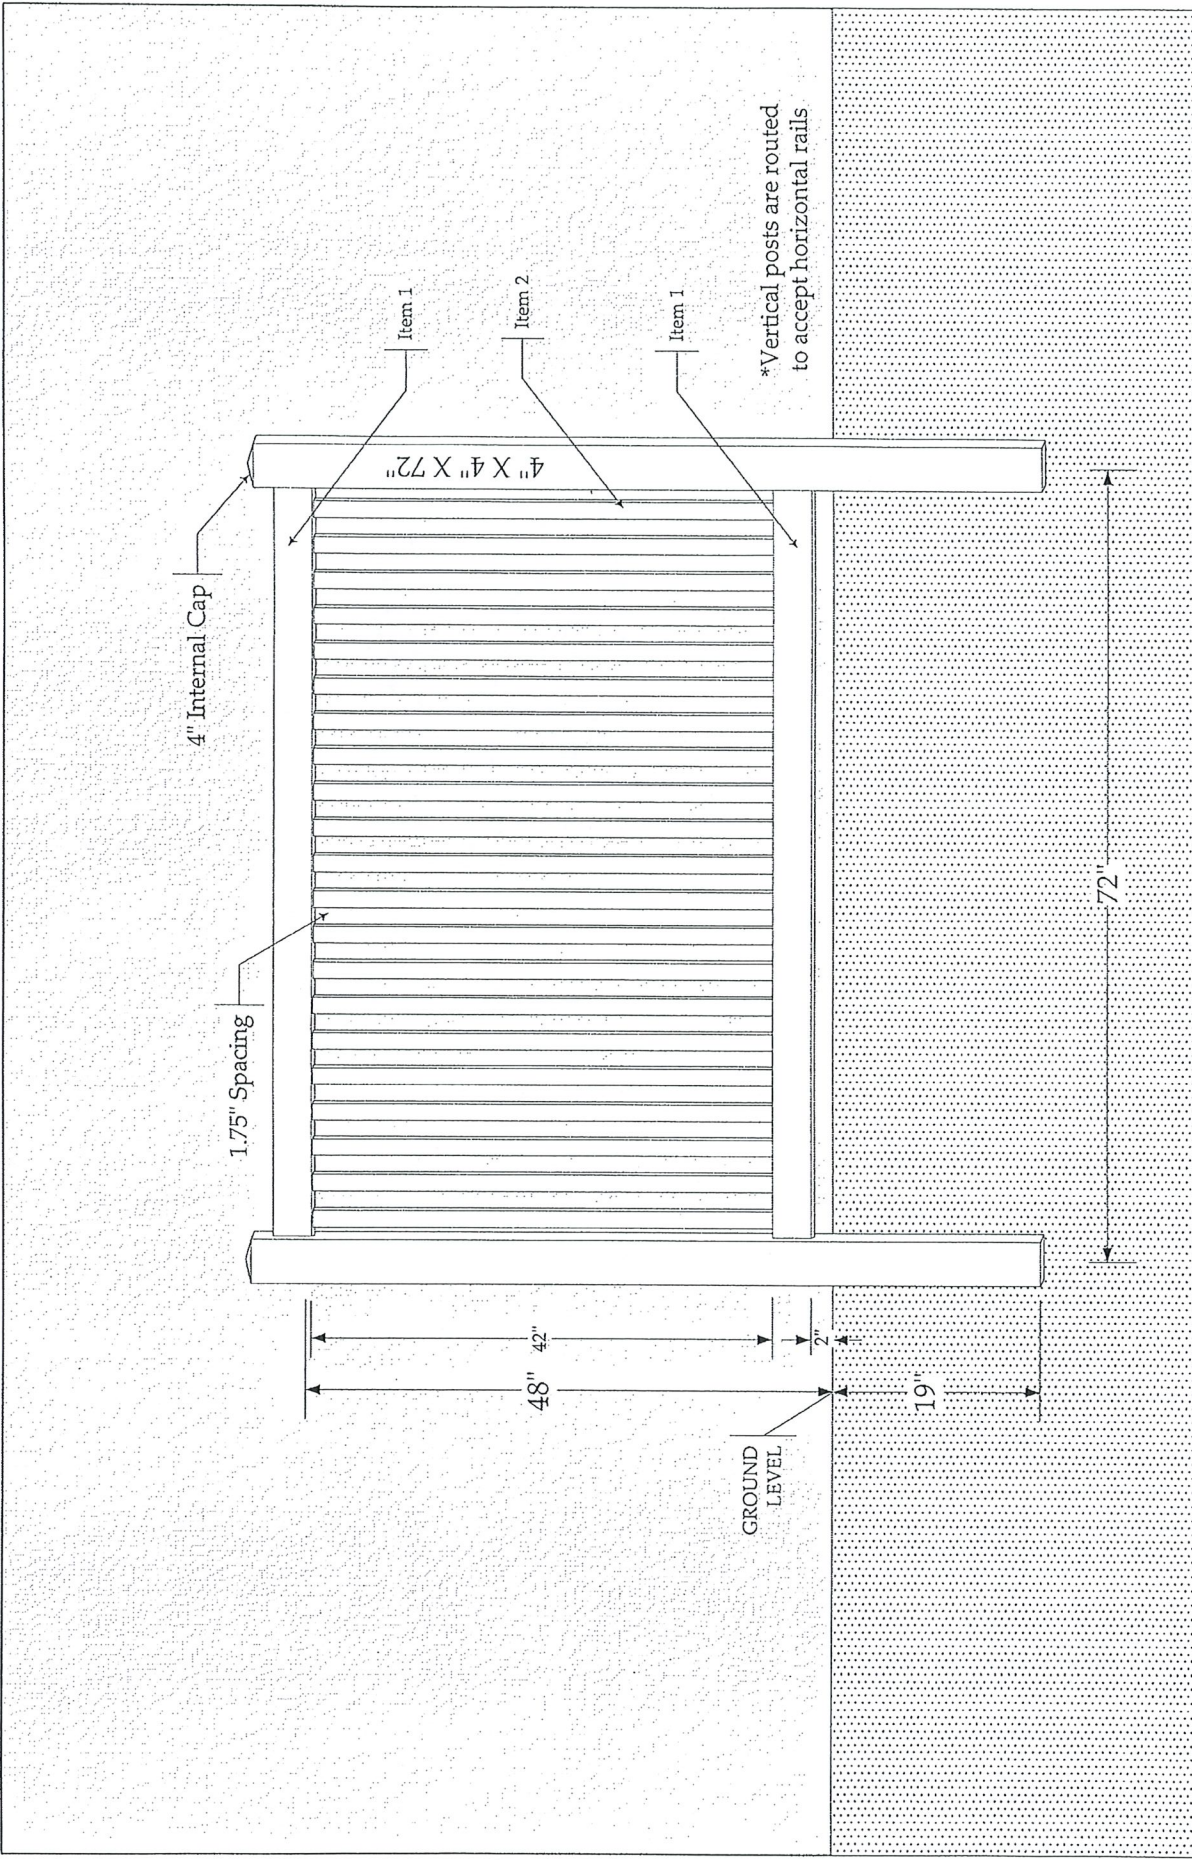 4" Internal Cap
1.75" Spacing
Item 1
Item 2
Item 1
4" X 4" X 72"
*Vertical posts are routed
to accept horizontal rails
42"
48"
2"
19"
GROUND
LEVEL
72"